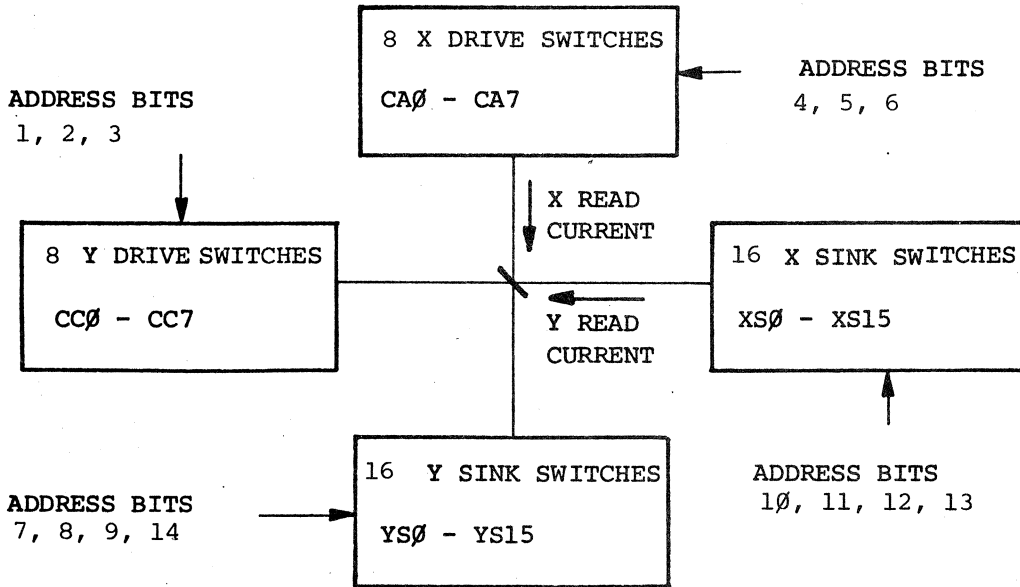 8 X DRIVE SWITCHES
CAØ - CA7
ADDRESS BITS
4, 5, 6
ADDRESS BITS
1, 2, 3
X READ
CURRENT
8 Y DRIVE SWITCHES
CCØ - CC7
16 X SINK SWITCHES
XSØ - XS15
Y READ
CURRENT
16 Y SINK SWITCHES
YSØ - YS15
ADDRESS BITS
7, 8, 9, 14
ADDRESS BITS
1Ø, 11, 12, 13